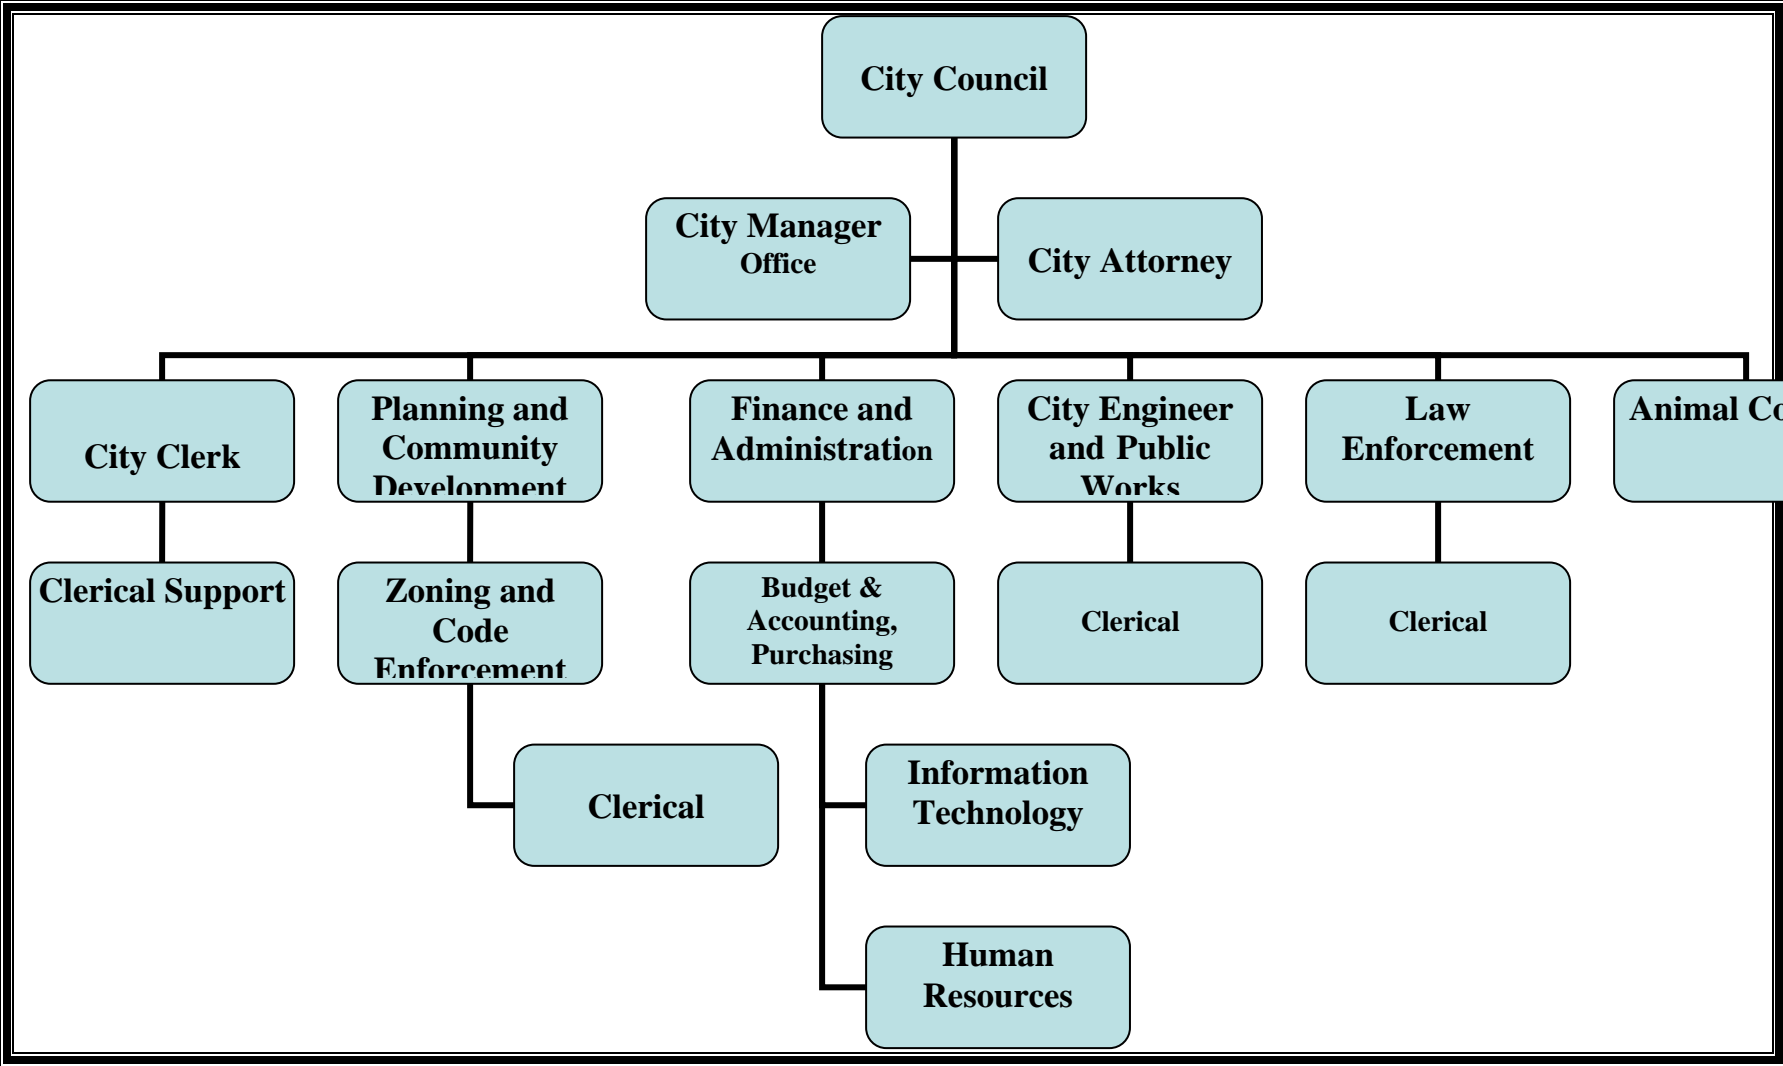 City Council
City Manager
Office
City Attorney
City Clerk
Planning and
Community
Development
Finance and
Administration
City Engineer
and Public
Works
Law
Enforcement
Animal
Clerical Support
Zoning and
Code
Enforcement
Budget &
Accounting,
Purchasing
Clerical
Clerical
Clerical
Information
Technology
Human
Resources